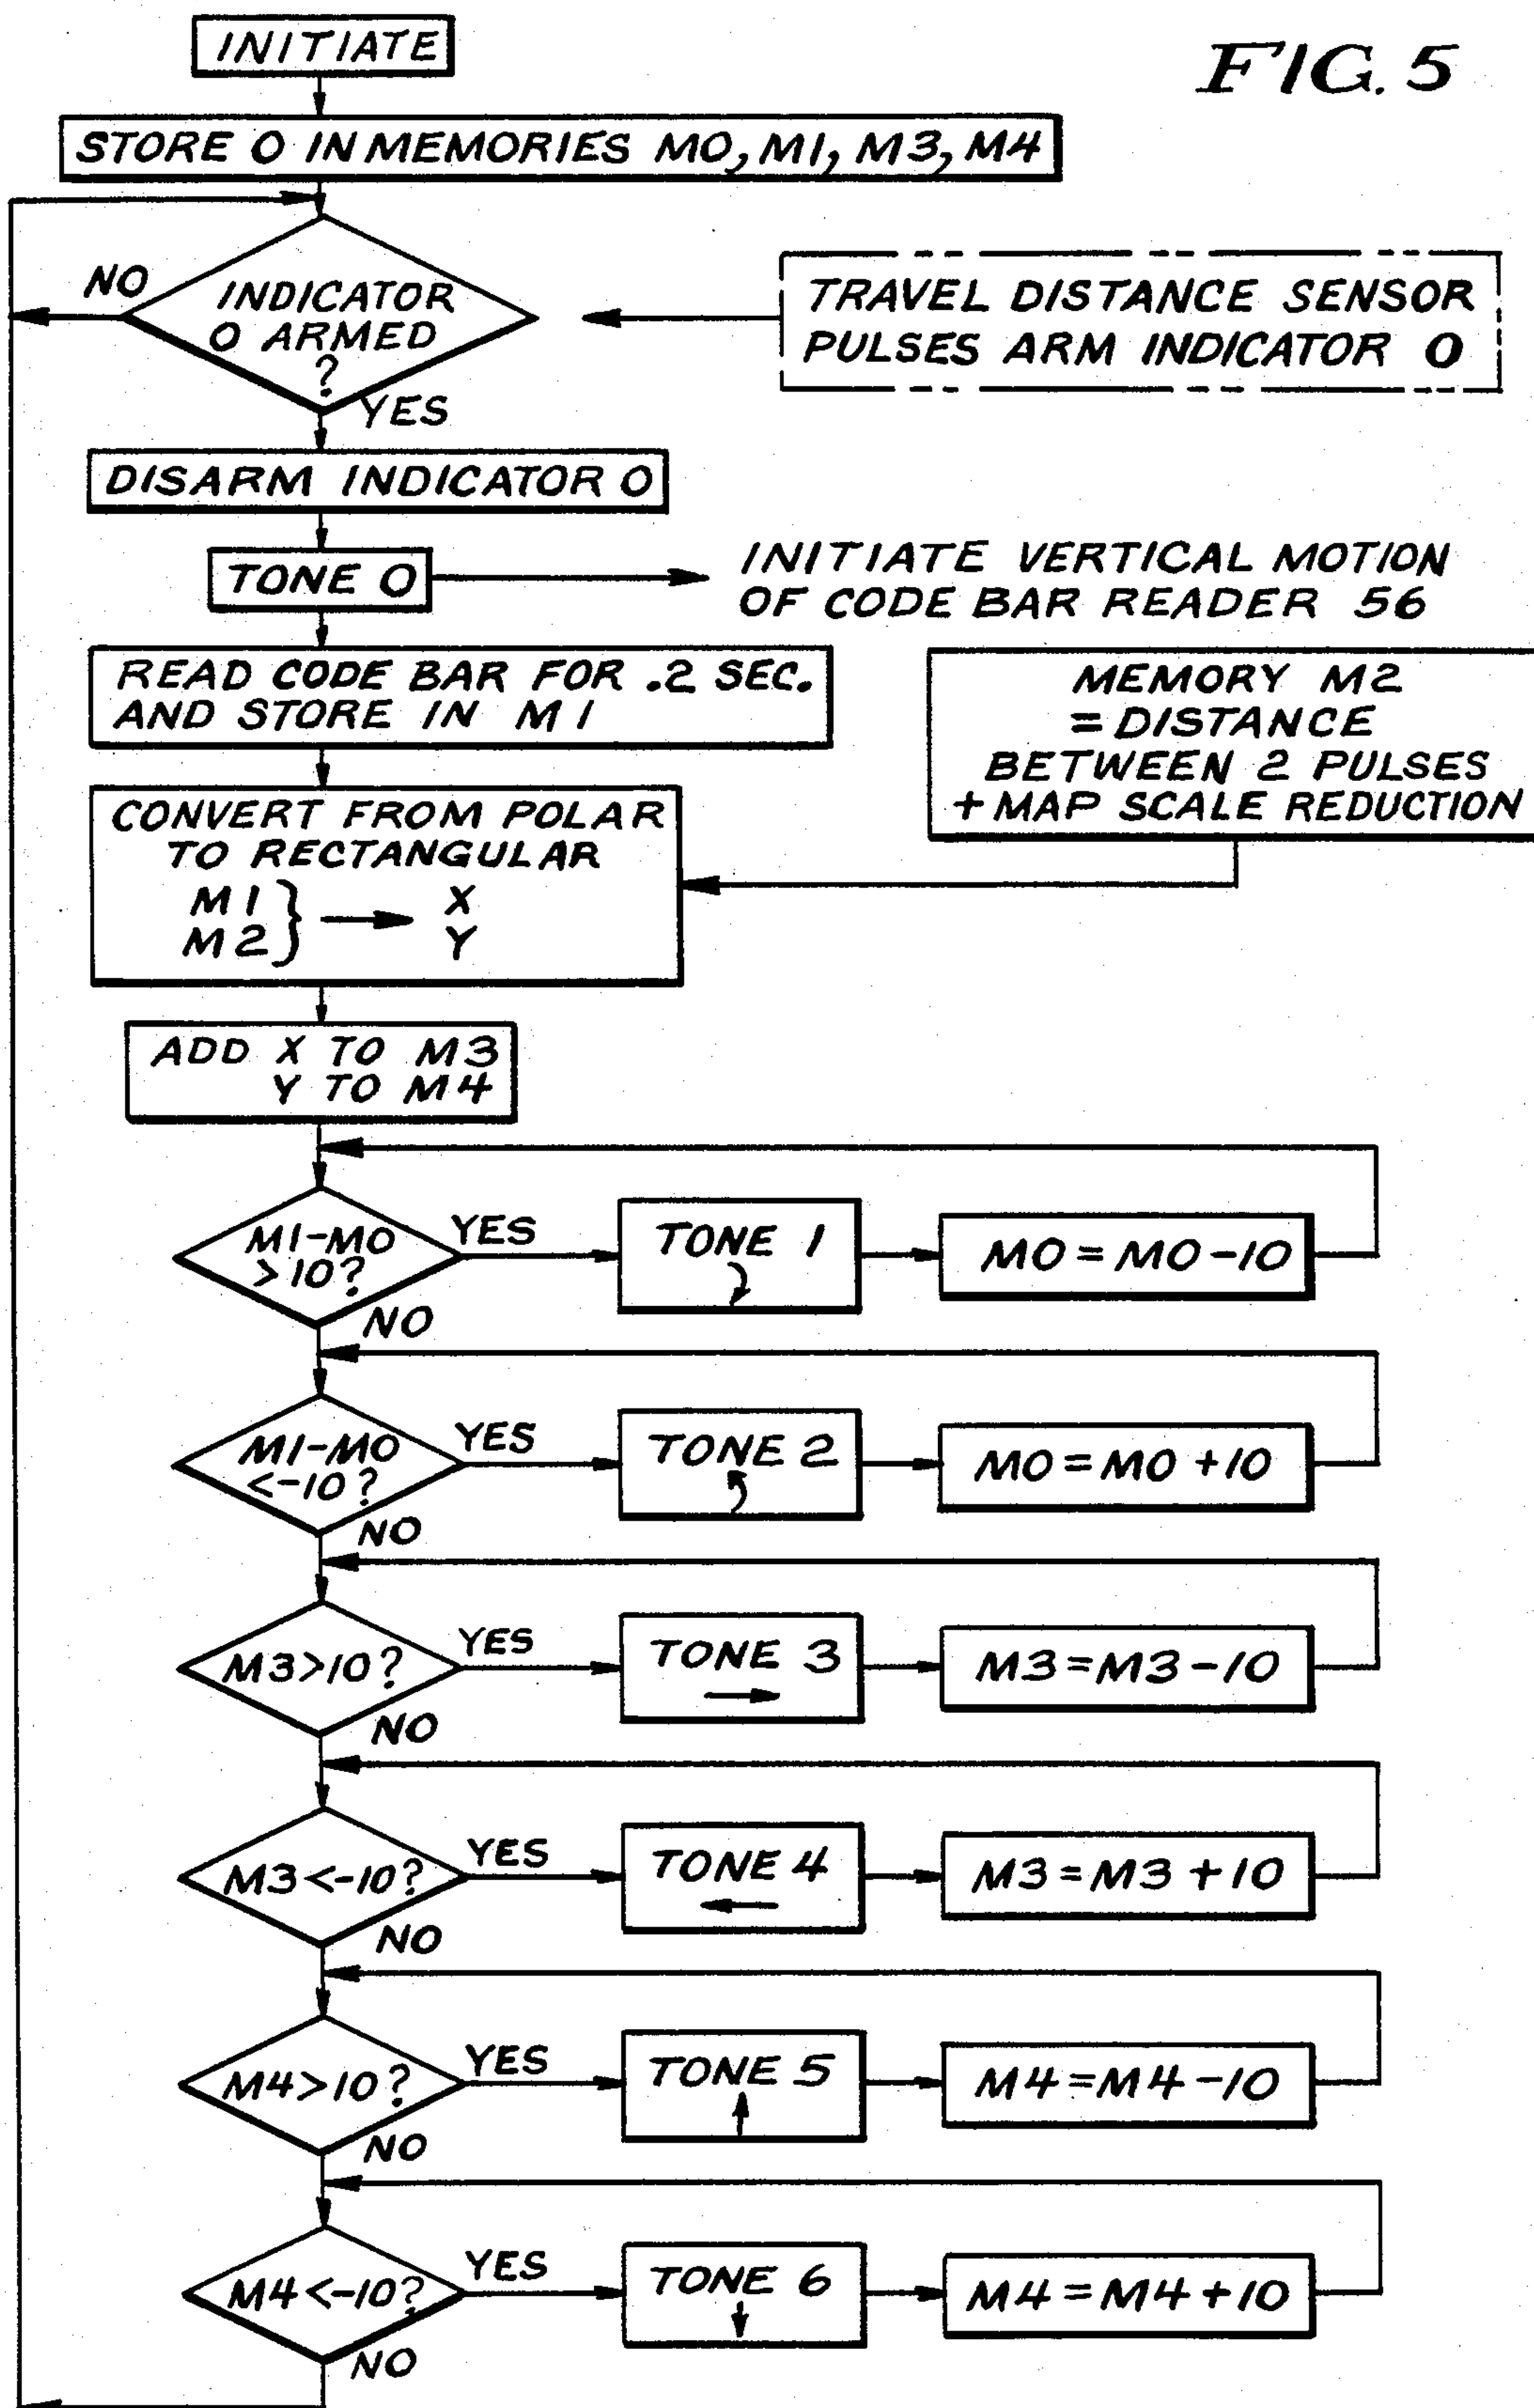 FIG. 5
INITIATE
STORE 0 IN MEMORIES M0, M1, M3, M4
NO
INDICATOR
0 ARMED
?
YES
TRAVEL DISTANCE SENSOR
PULSES ARM INDICATOR 0
DISARM INDICATOR 0
TONE 0
INITIATE VERTICAL MOTION
OF CODE BAR READER 56
READ CODE BAR FOR .2 SEC.
AND STORE IN M1
MEMORY M2
= DISTANCE
BETWEEN 2 PULSES
+ MAP SCALE REDUCTION
CONVERT FROM POLAR
TO RECTANGULAR
M1 } → X
M2 } Y
ADD X TO M3
Y TO M4
M1-M0
>10?
YES
TONE 1
M0=M0-10
NO
M1-M0
<-10?
YES
TONE 2
M0=M0+10
NO
M3>10?
YES
TONE 3
→
M3=M3-10
NO
M3<-10?
YES
TONE 4
←
M3=M3+10
NO
M4>10?
YES
TONE 5
↑
M4=M4-10
NO
M4<-10?
YES
TONE 6
↓
M4=M4+10
NO